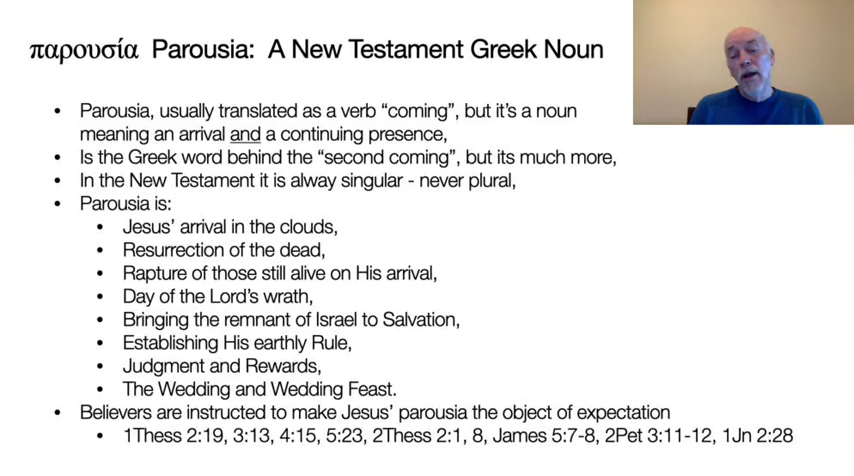 παρουσία Parousia: A New Testament Greek Noun
• Parousia, usually translated as a verb “coming”, but it’s a noun
meaning an arrival and a continuing presence,
• Is the Greek word behind the “second coming”, but its much more,
• In the New Testament it is alway singular - never plural,
• Parousia is:
• Jesus’ arrival in the clouds,
• Resurrection of the dead,
• Rapture of those still alive on His arrival,
• Day of the Lord’s wrath,
• Bringing the remnant of Israel to Salvation,
• Establishing His earthly Rule,
• Judgment and Rewards,
• The Wedding and Wedding Feast.
• Believers are instructed to make Jesus’ parousia the object of expectation
• 1Thess 2:19, 3:13, 4:15, 5:23, 2Thess 2:1, 8, James 5:7-8, 2Pet 3:11-12, 1Jn 2:28